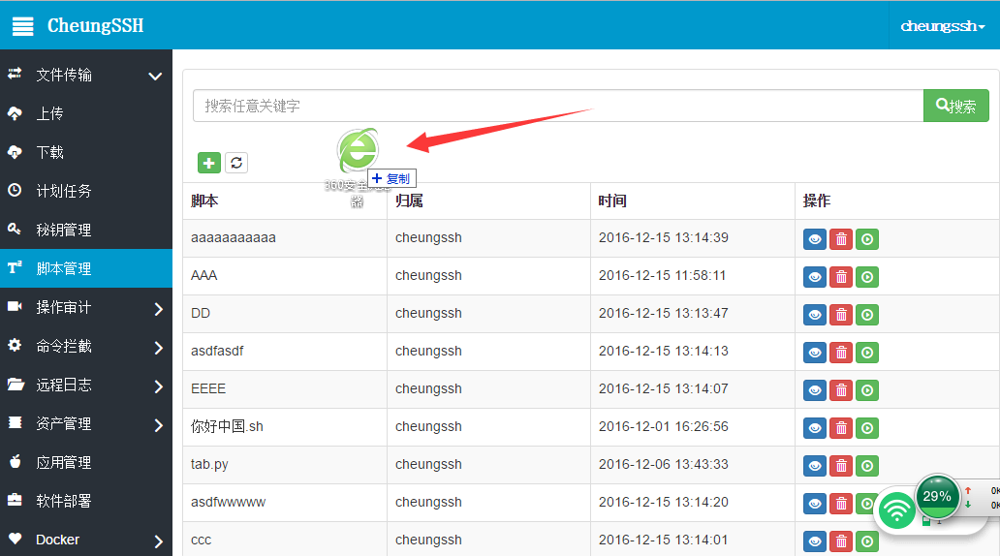 CheungSSH
cheungssh
文件传输
上传
下载
计划任务
秘钥管理
脚本管理
操作审计
命令拦截
远程日志
资产管理
应用管理
软件部署
Docker
搜索任意关键字
搜索
360安全
器
复制
脚本 归属 时间 操作
aaaaaaaaaaa cheungssh 2016-12-15 13:14:39
AAA cheungssh 2016-12-15 11:58:11
DD cheungssh 2016-12-15 13:13:47
asdfasdf cheungssh 2016-12-15 13:14:13
EEEE cheungssh 2016-12-15 13:14:07
你好中国.sh cheungssh 2016-12-01 16:26:56
tab.py cheungssh 2016-12-06 13:43:33
asdfwwwww cheungssh 2016-12-15 13:14:20
ccc cheungssh 2016-12-15 13:14:01
29%
0K
0K
1